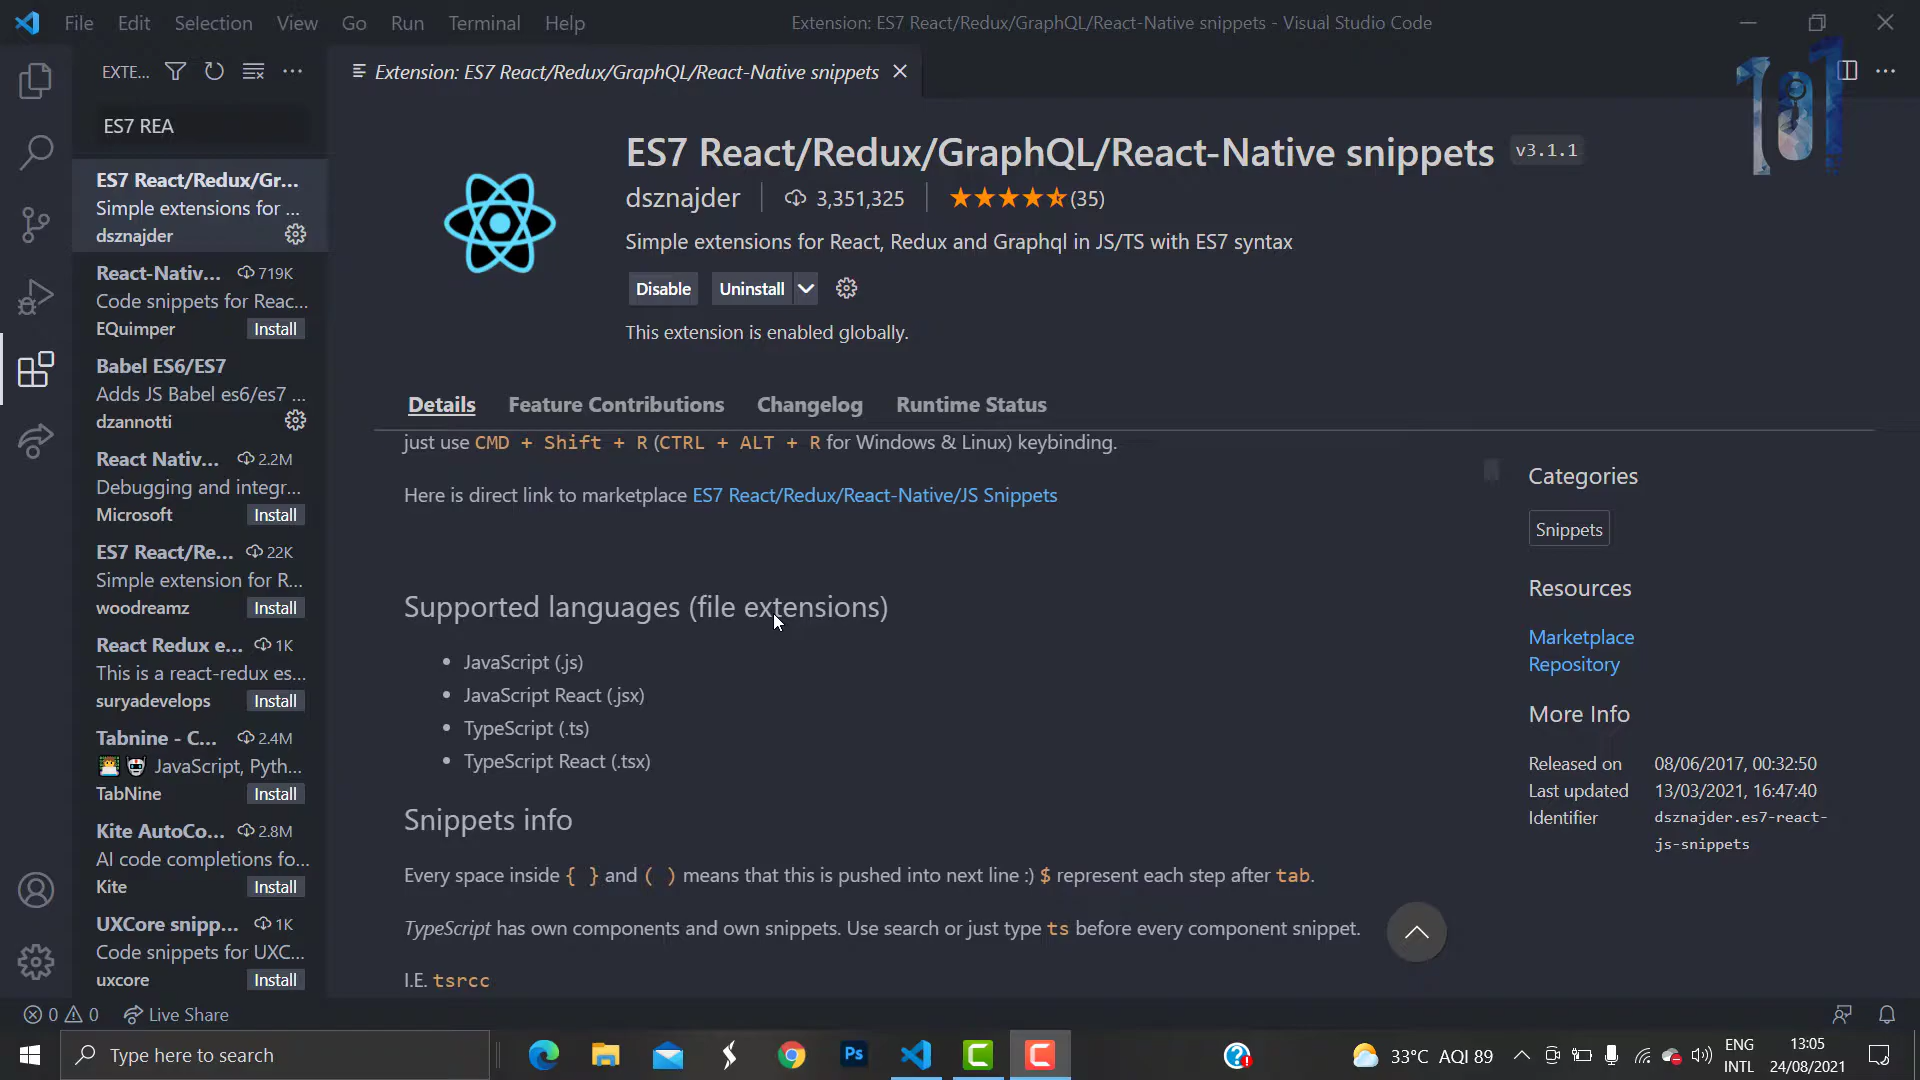 File Edit Selection View Go Run Terminal Help
Extension: ES7 React/Redux/GraphQL/React-Native snippets - Visual Studio Code
EXTE...
Extension: ES7 React/Redux/GraphQL/React-Native snippets
101
ES7 REA
ES7 React/Redux/Gr...
Simple extensions for ...
dsznajder
React-Nativ... 719K
Code snippets for Reac...
EQuimper Install
Babel ES6/ES7
Adds JS Babel es6/es7 ...
dzannotti
React Nativ... 2.2M
Debugging and integr...
Microsoft Install
ES7 React/Re... 22K
Simple extension for R...
woodreamz Install
React Redux e... 1K
This is a react-redux es...
suryadevelops Install
Tabnine - C... 2.4M
JavaScript, Pyth...
TabNine Install
Kite AutoCo... 2.8M
AI code completions fo...
Kite Install
UXCore snipp... 1K
Code snippets for UXC...
uxcore Install
ES7 React/Redux/GraphQL/React-Native snippets v3.1.1
dsznajder 3,351,325 (35)
Simple extensions for React, Redux and Graphql in JS/TS with ES7 syntax
Disable Uninstall
This extension is enabled globally.
Details Feature Contributions Changelog Runtime Status
just use CMD + Shift + R (CTRL + ALT + R for Windows & Linux) keybinding.
Here is direct link to marketplace ES7 React/Redux/React-Native/JS Snippets
Supported languages (file extensions)
• JavaScript (.js)
• JavaScript React (.jsx)
• TypeScript (.ts)
• TypeScript React (.tsx)
Snippets info
Every space inside { } and ( ) means that this is pushed into next line :) $ represent each step after tab.
TypeScript has own components and own snippets. Use search or just type ts before every component snippet.
I.E. tsrcc
Categories
Snippets
Resources
Marketplace
Repository
More Info
Released on 08/06/2017, 00:32:50
Last updated 13/03/2021, 16:47:40
Identifier dsznajder.es7-react-
js-snippets
0 0 Live Share
Type here to search
Ps
33°C AQI 89
ENG
INTL
13:05
24/08/2021